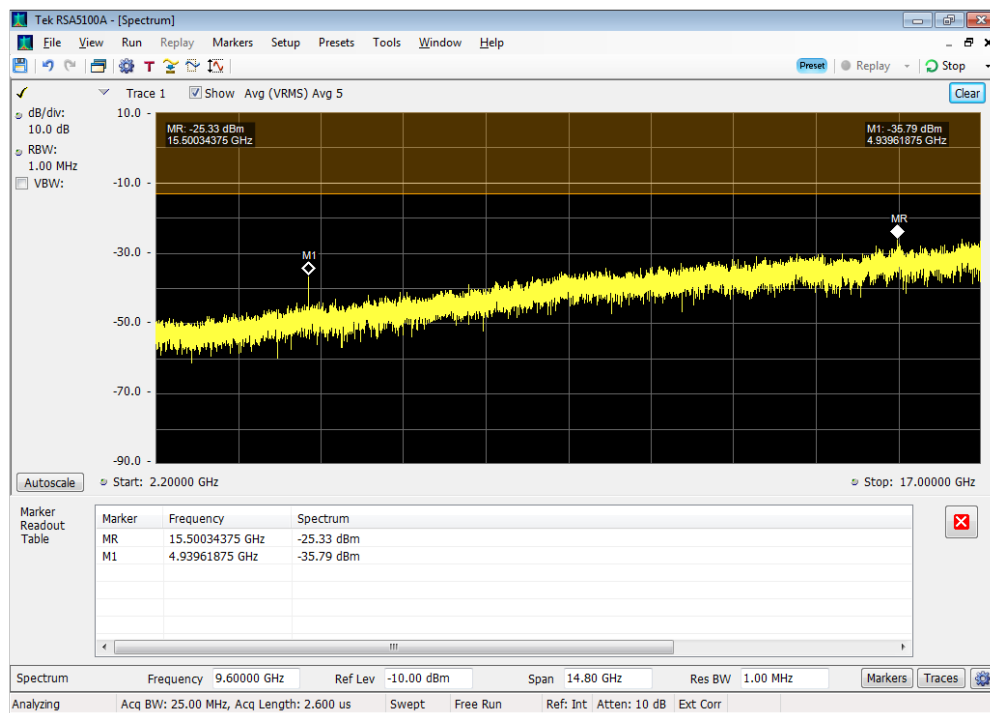 Tek RSA5100A - [Spectrum]
File View Run Replay Markers Setup Presets Tools Window Help
T Preset Replay Stop
Trace 1 Show Avg (VRMS) Avg 5 Clear
dB/div:
10.0 dB
RBW:
1.00 MHz
VBW:
10.0
-10.0
-30.0
-50.0
-70.0
-90.0
MR: -25.33 dBm
15.50034375 GHz
M1: -35.79 dBm
4.93961875 GHz
MR
M1
Autoscale Start: 2.20000 GHz Stop: 17.00000 GHz
Marker
Readout
Table
Marker Frequency Spectrum
MR 15.50034375 GHz -25.33 dBm
M1 4.93961875 GHz -35.79 dBm
Spectrum Frequency 9.60000 GHz Ref Lev -10.00 dBm Span 14.80 GHz Res BW 1.00 MHz Markers Traces
Analyzing Acq BW: 25.00 MHz, Acq Length: 2.600 us Swept Free Run Ref: Int Atten: 10 dB Ext Corr